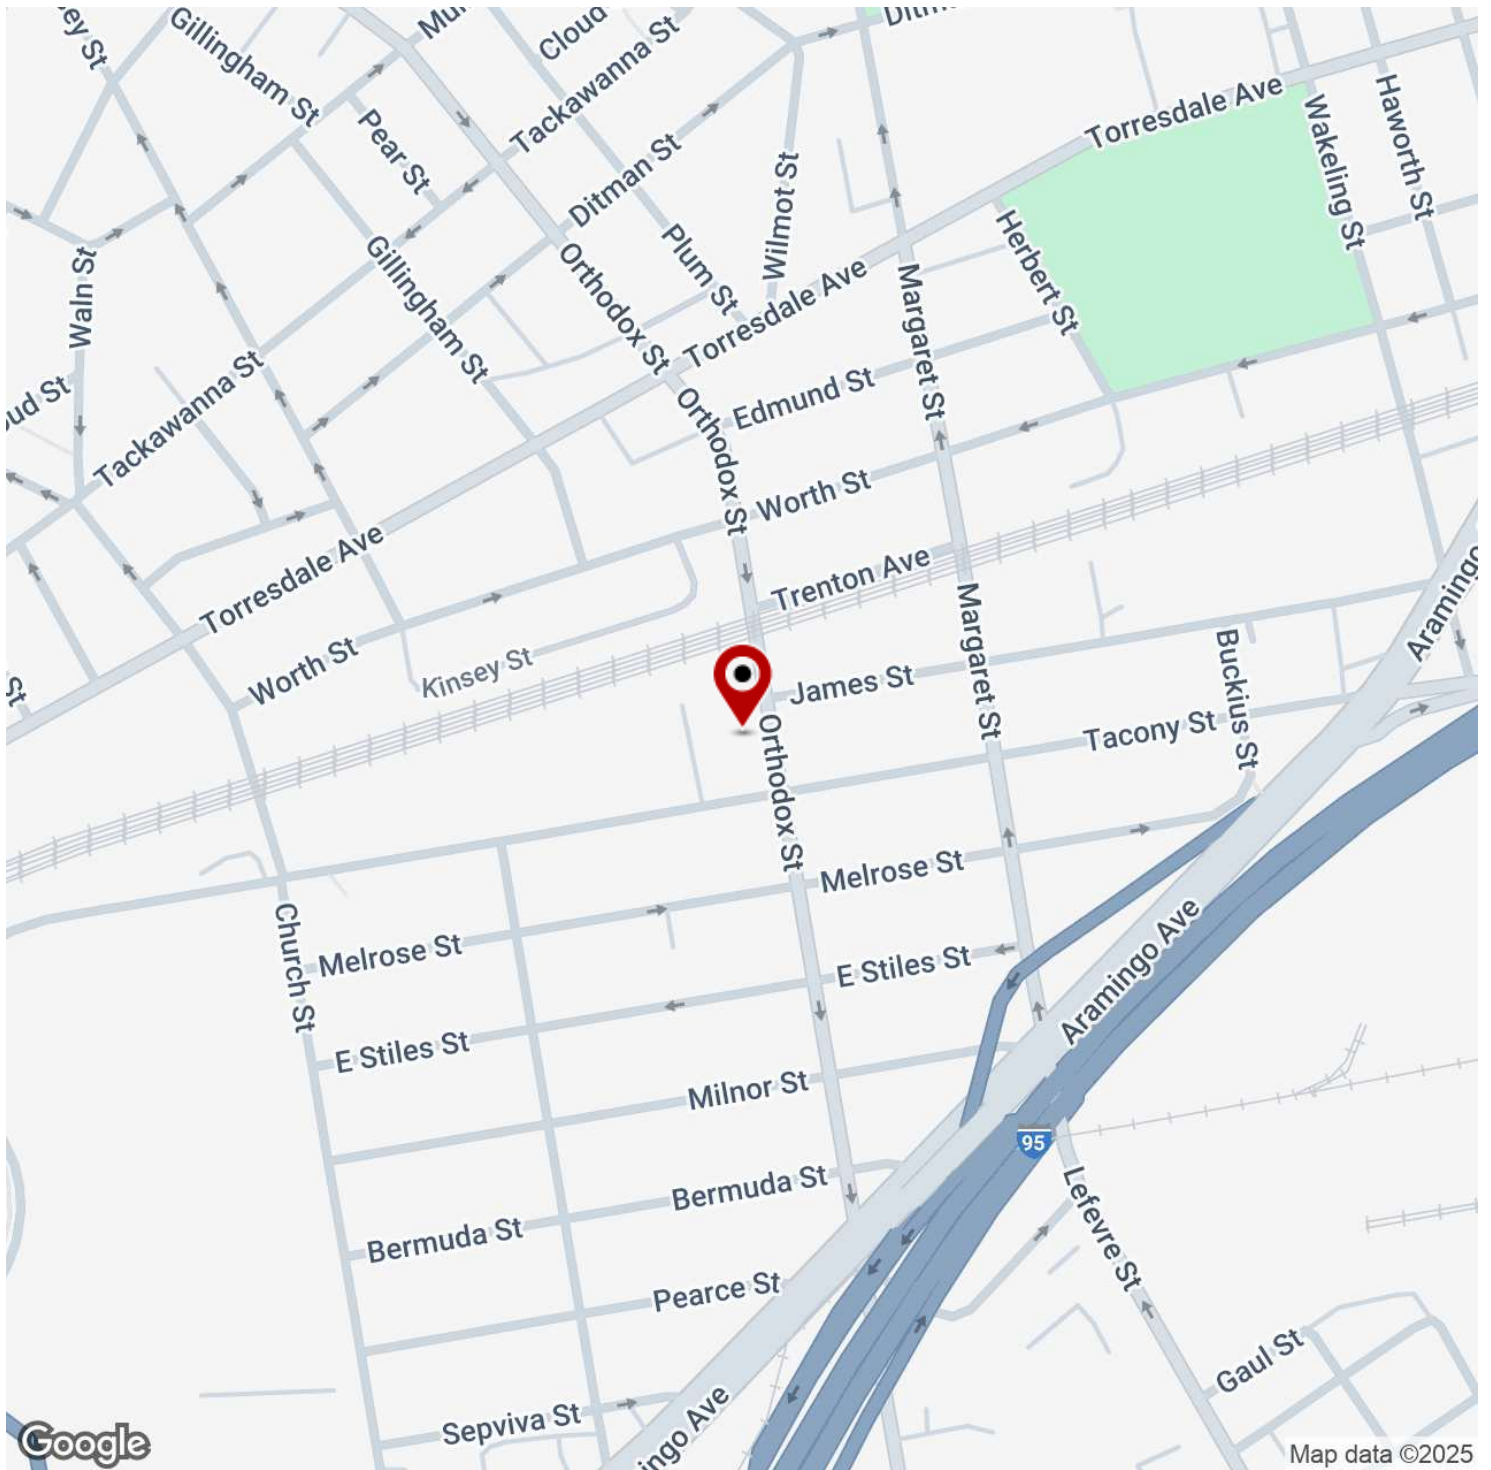 Gillingham St
Cloud
Tackawanna St
Pear St
Torresdale Ave
Haworth St
Wakeling St
Ditman St
Wilmot St
Plum St
Herbert St
Waln St
Gillingham St
Orthodox St
Margaret St
Torresdale Ave
Edmund St
Orthodox St
Tackawanna St
Worth St
Torresdale Ave
Trenton Ave
Aramingo
Worth St
Kinsey St
Margaret St
James St
Buckius St
St
Tacony St
Orthodox St
Melrose St
Church St
Melrose St
E Stiles St
Aramingo Ave
E Stiles St
Milnor St
95
Bermuda St
Lefevre St
Bermuda St
Pearce St
Gaul St
Sepviva St
ingo Ave
Google
Map data ©2025